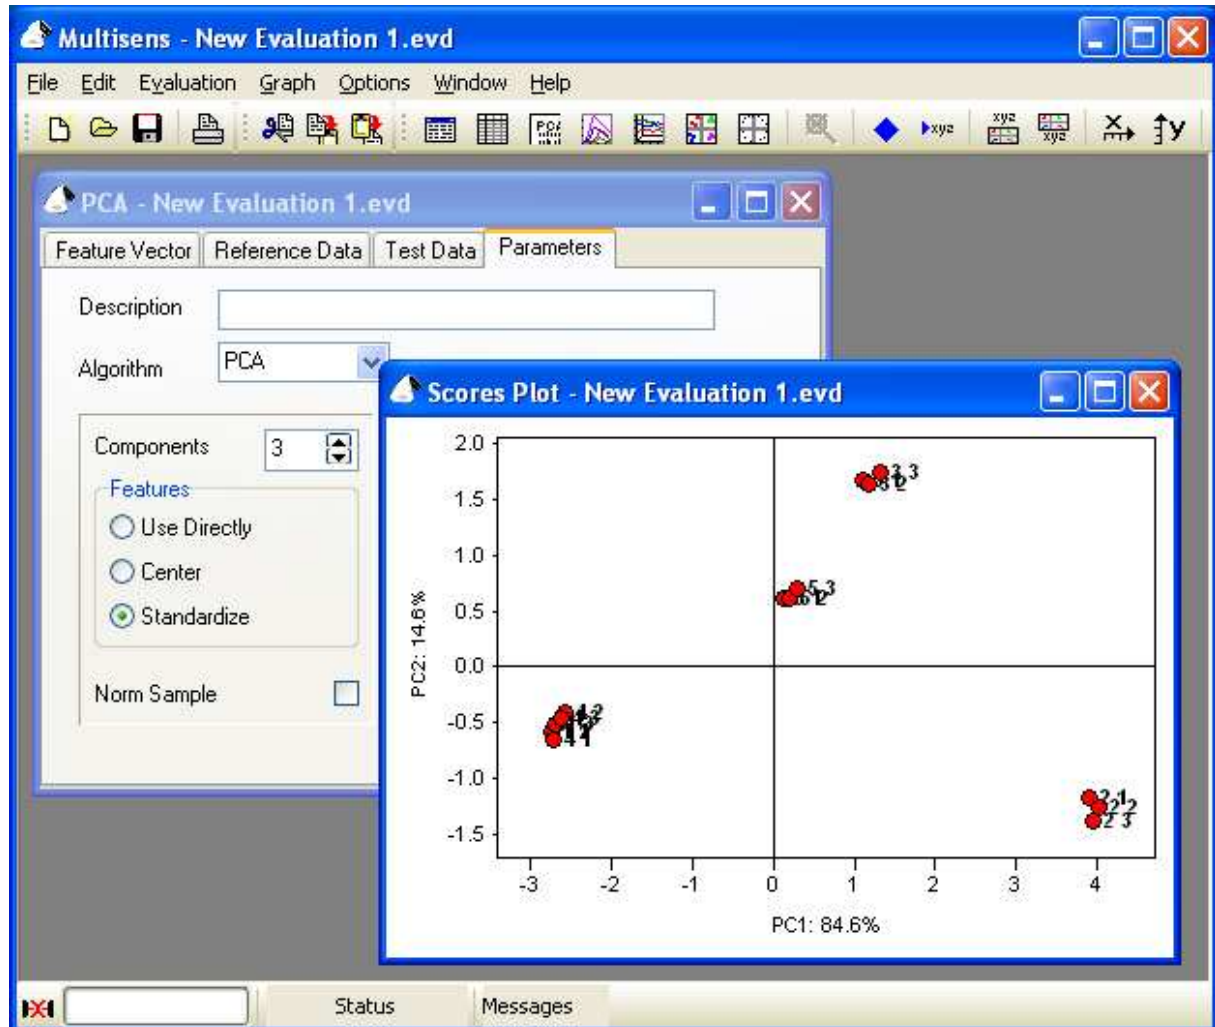 Multisens - New Evaluation 1.evd
File Edit Evaluation Graph Options Window Help
PCA - New Evaluation 1.evd
Feature Vector Reference Data Test Data Parameters
Description
Algorithm PCA
Components 3
Features
Use Directly
Center
Standardize
Norm Sample
Scores Plot - New Evaluation 1.evd
2.0
1.5
1.0
0.5
0.0
-0.5
-1.0
-1.5
PC2: 14.6%
-3 -2 -1 0 1 2 3 4
PC1: 84.6%
Status Messages